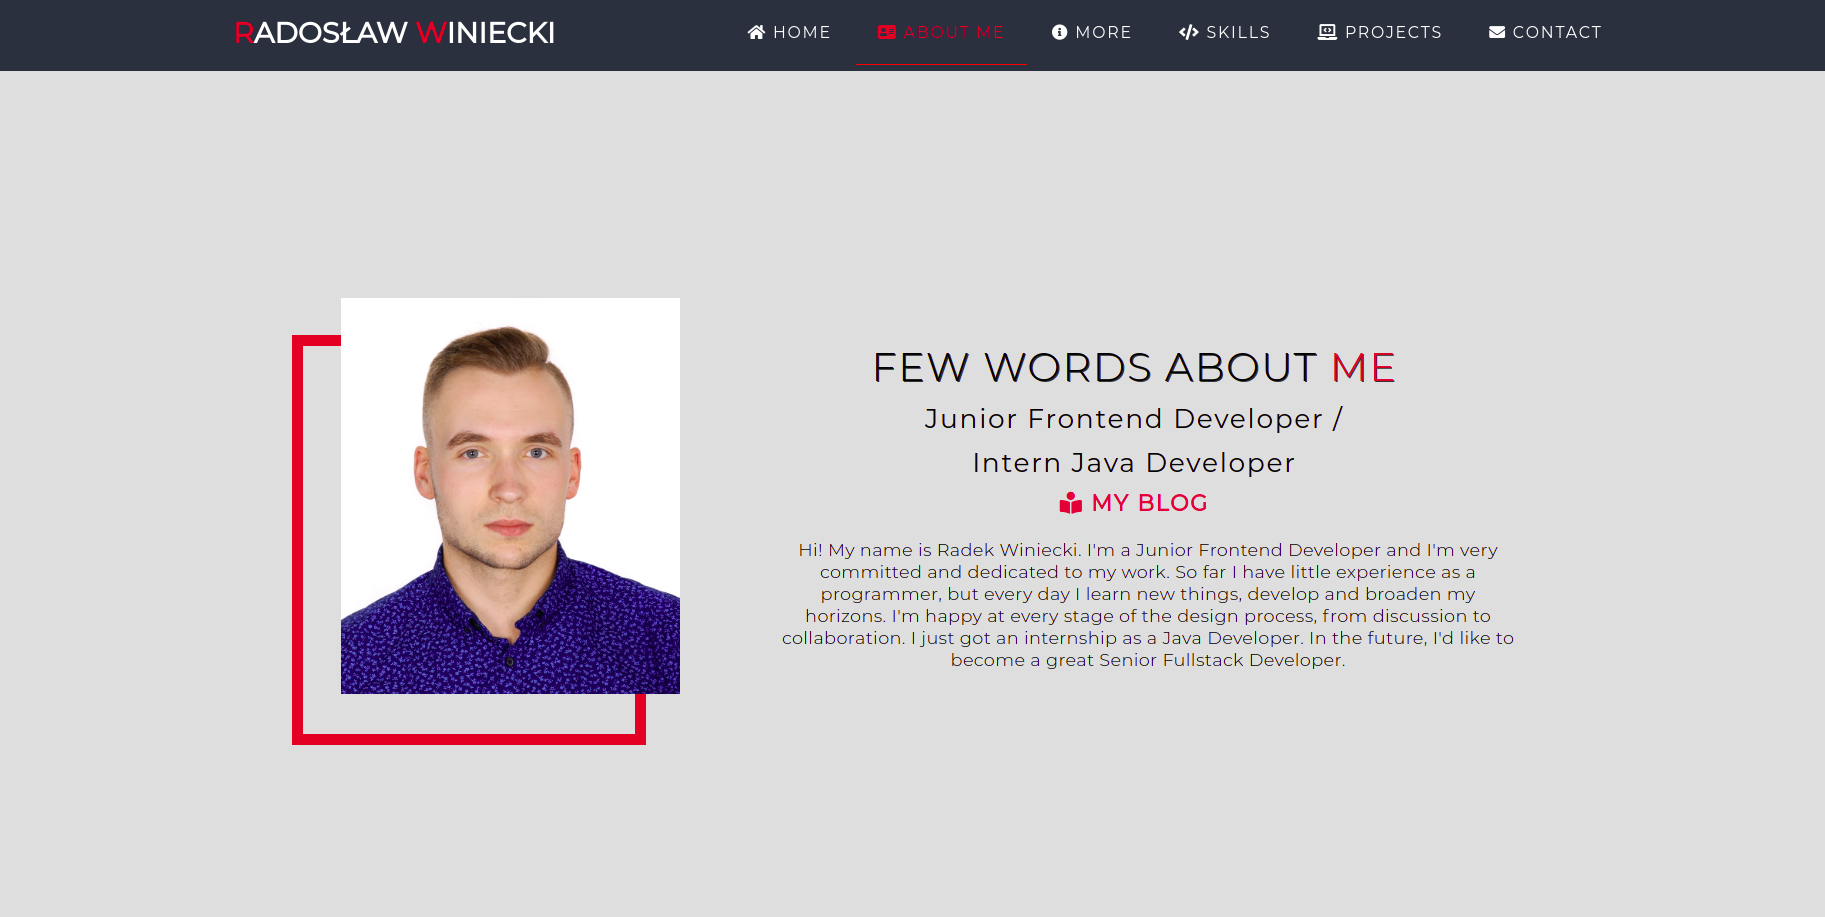 RADOSŁAW WINIECKI
HOME
ABOUT ME
MORE
SKILLS
PROJECTS
CONTACT
FEW WORDS ABOUT ME
Junior Frontend Developer /
Intern Java Developer
MY BLOG
Hi! My name is Radek Winiecki. I'm a Junior Frontend Developer and I'm very
committed and dedicated to my work. So far I have little experience as a
programmer, but every day I learn new things, develop and broaden my
horizons. I'm happy at every stage of the design process, from discussion to
collaboration. I just got an internship as a Java Developer. In the future, I'd like to
become a great Senior Fullstack Developer.